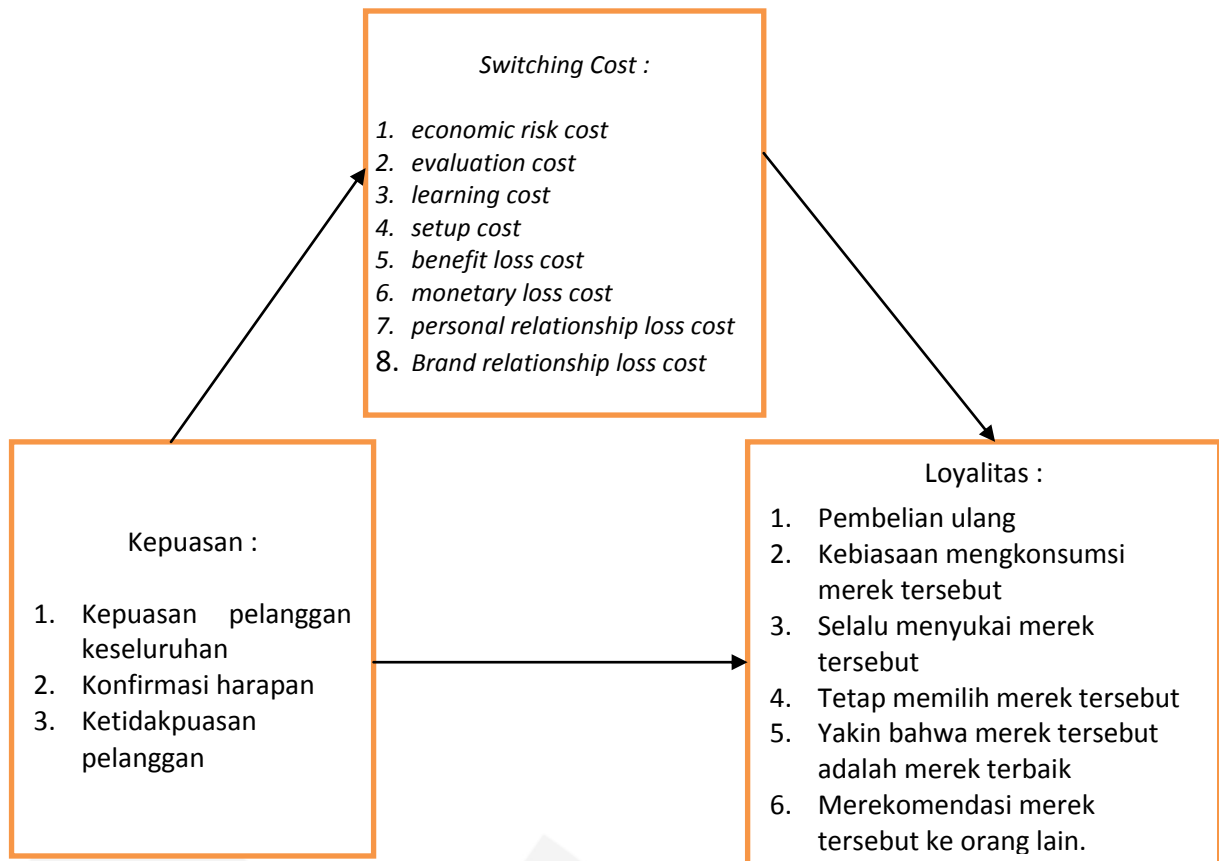 Switching Cost :
1. economic risk cost
2. evaluation cost
3. learning cost
4. setup cost
5. benefit loss cost
6. monetary loss cost
7. personal relationship loss cost
8. Brand relationship loss cost
Kepuasan :
1. Kepuasan pelanggan
keseluruhan
2. Konfirmasi harapan
3. Ketidakpuasan
pelanggan
Loyalitas :
1. Pembelian ulang
2. Kebiasaan mengkonsumsi
merek tersebut
3. Selalu menyukai merek
tersebut
4. Tetap memilih merek tersebut
5. Yakin bahwa merek tersebut
adalah merek terbaik
6. Merekomendasi merek
tersebut ke orang lain.